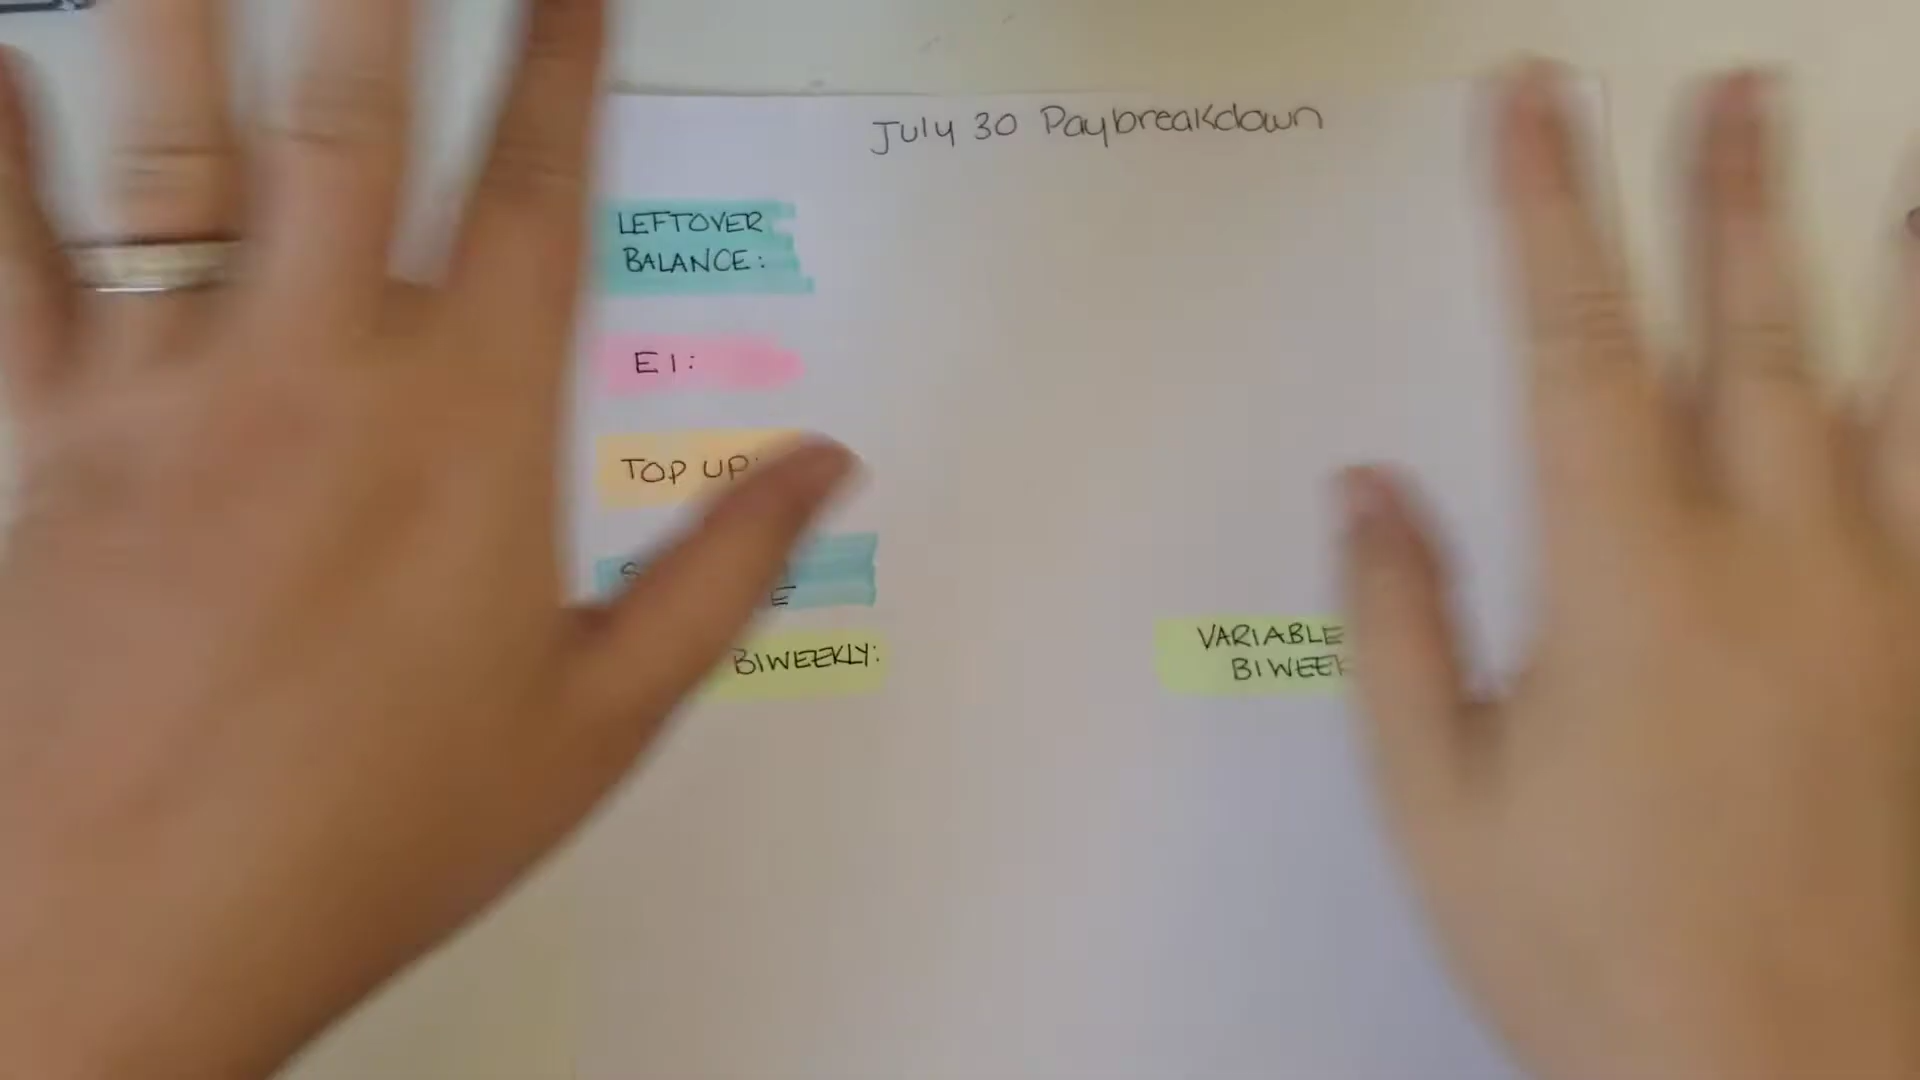 July 30 Paybreakdown
LEFTOVER
BALANCE:
EI:
TOP UP:
BIWEEKLY:
VARIABLE